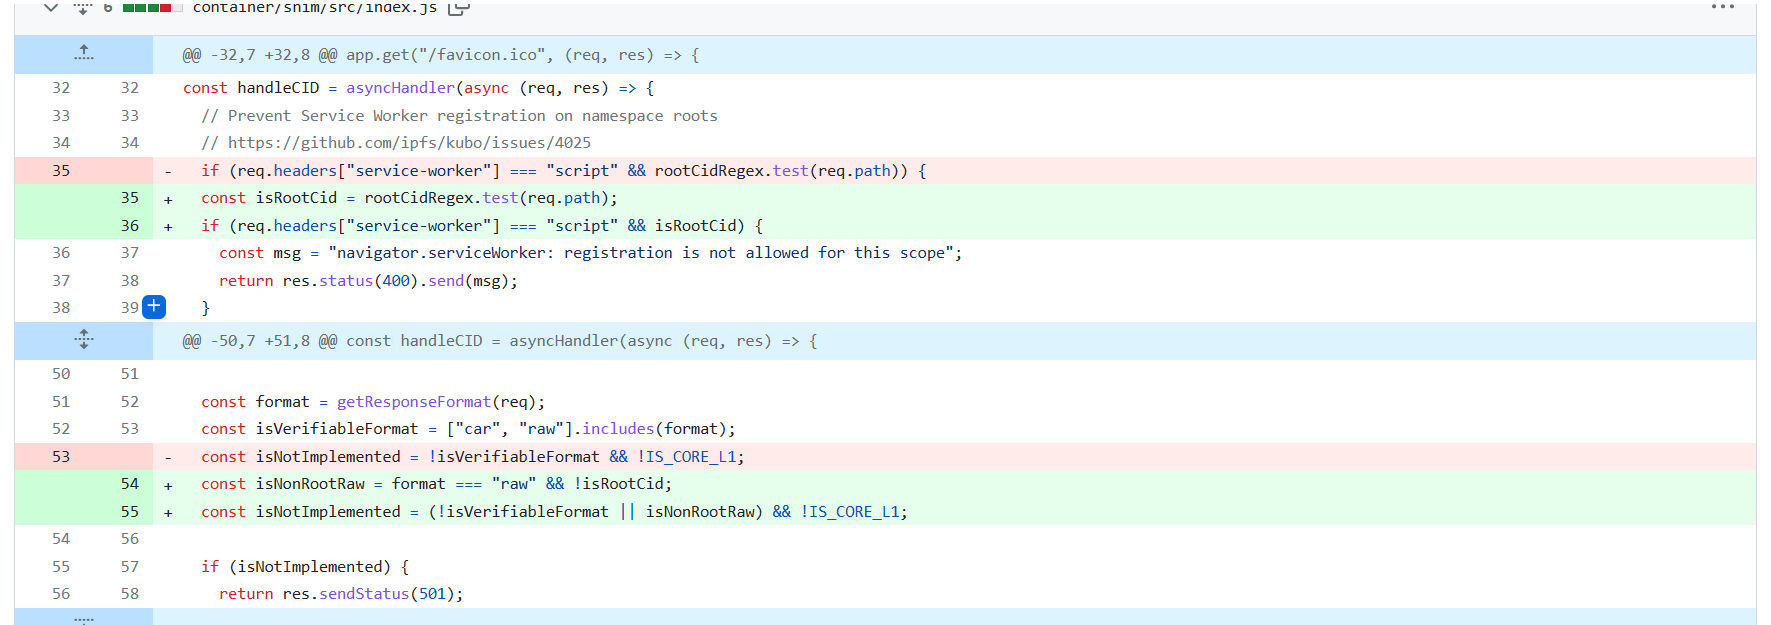 6 container/shim/src/index.js
@@ -32,7 +32,8 @@ app.get("/favicon.ico", (req, res) => {
32 32 const handleCID = asyncHandler(async (req, res) => {
33 33 // Prevent Service Worker registration on namespace roots
34 34 // https://github.com/ipfs/kubo/issues/4025
35 - if (req.headers["service-worker"] === "script" && rootCidRegex.test(req.path)) {
35 + const isRootCid = rootCidRegex.test(req.path);
36 + if (req.headers["service-worker"] === "script" && isRootCid) {
36 37 const msg = "navigator.serviceWorker: registration is not allowed for this scope";
37 38 return res.status(400).send(msg);
38 39 }
@@ -50,7 +51,8 @@ const handleCID = asyncHandler(async (req, res) => {
50 51
51 52 const format = getResponseFormat(req);
52 53 const isVerifiableFormat = ["car", "raw"].includes(format);
53 - const isNotImplemented = !isVerifiableFormat && !IS_CORE_L1;
54 + const isNonRootRaw = format === "raw" && !isRootCid;
55 + const isNotImplemented = (!isVerifiableFormat || isNonRootRaw) && !IS_CORE_L1;
54 56
55 57 if (isNotImplemented) {
56 58 return res.sendStatus(501);